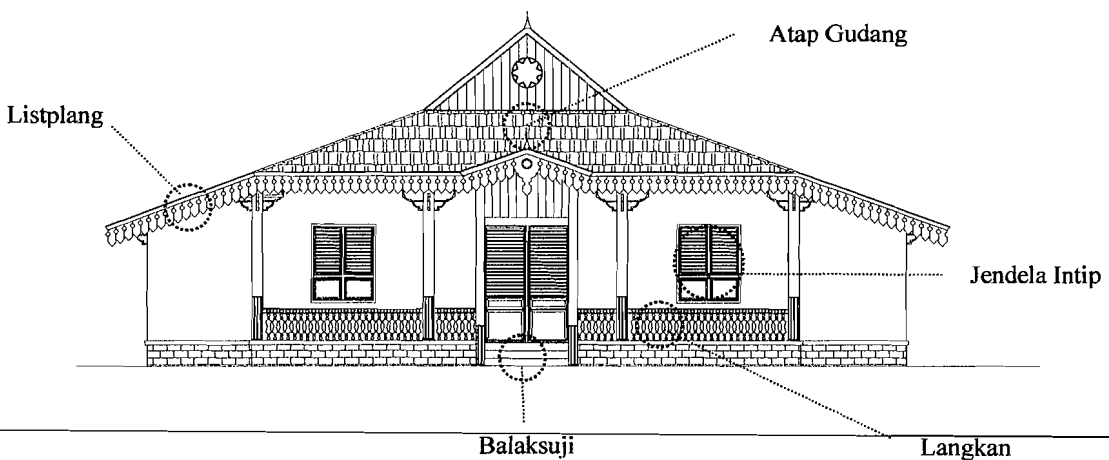 Atap Gudang
Listplang
Jendela Intip
Balaksuji
Langkan